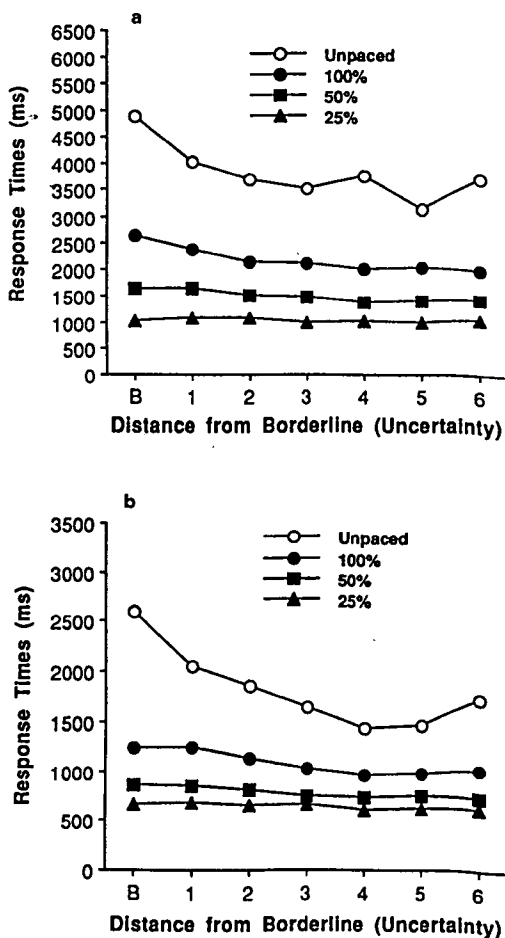 a
Unpaced
100%
50%
25%
Response Times (ms)
6500
6000
5500
5000
4500
4000
3500
3000
2500
2000
1500
1000
500
0
B 1 2 3 4 5 6
Distance from Borderline (Uncertainty)
b
Unpaced
100%
50%
25%
Response Times (ms)
3500
3000
2500
2000
1500
1000
500
0
B 1 2 3 4 5 6
Distance from Borderline (Uncertainty)